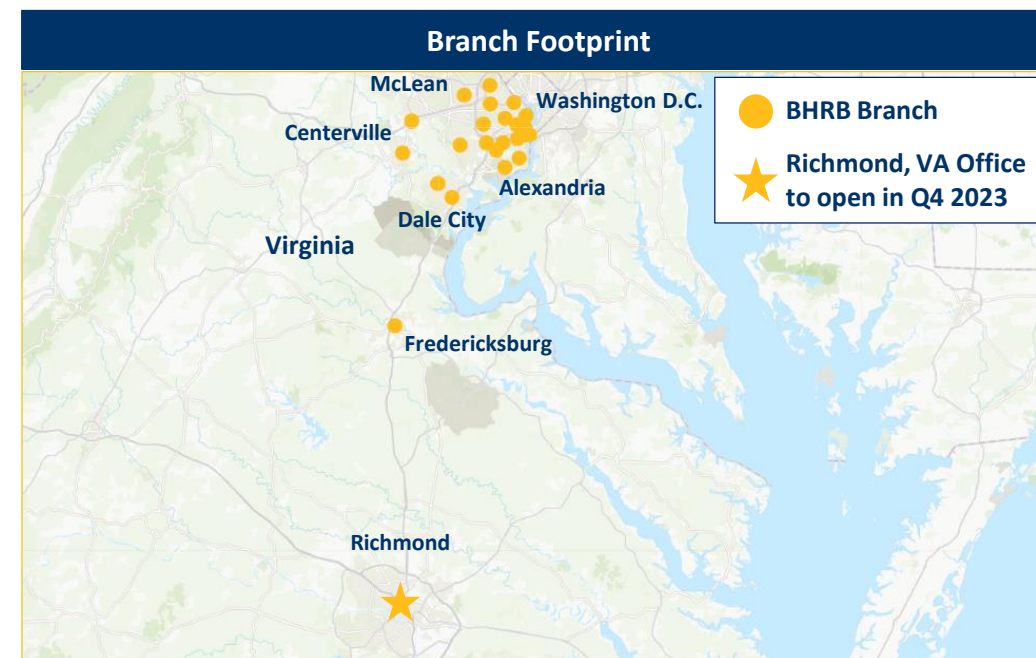 Branch Footprint
McLean
Washington D.C.
Centerville
Alexandria
Dale City
Virginia
Fredericksburg
Richmond
BHRB Branch
Richmond, VA Office
to open in Q4 2023